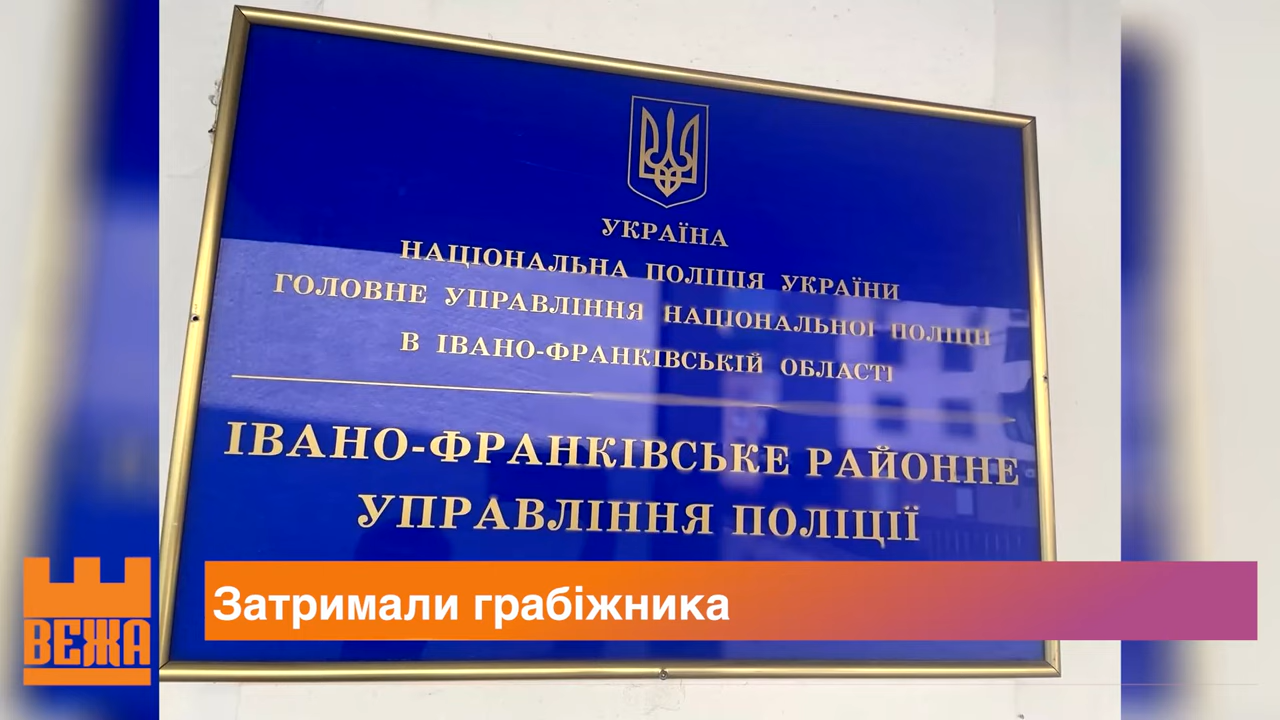 УКРАЇНА
НАЦІОНАЛЬНА ПОЛІЦІЯ УКРАЇНИ
ГОЛОВНЕ УПРАВЛІННЯ НАЦІОНАЛЬНОЇ ПОЛІЦІЇ
В ІВАНО-ФРАНКІВСЬКІЙ ОБЛАСТІ
ІВАНО-ФРАНКІВСЬКЕ РАЙОННЕ
УПРАВЛІННЯ ПОЛІЦІЇ
Затримали грабіжника
ВЕЖА